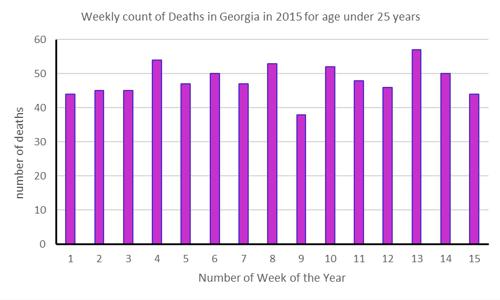 Weekly count of Deaths in Georgia in 2015 for age under 25 years
60
50
40
30
20
10
0
number of deaths
1 2 3 4 5 6 7 8 9 10 11 12 13 14 15
Number of Week of the Year